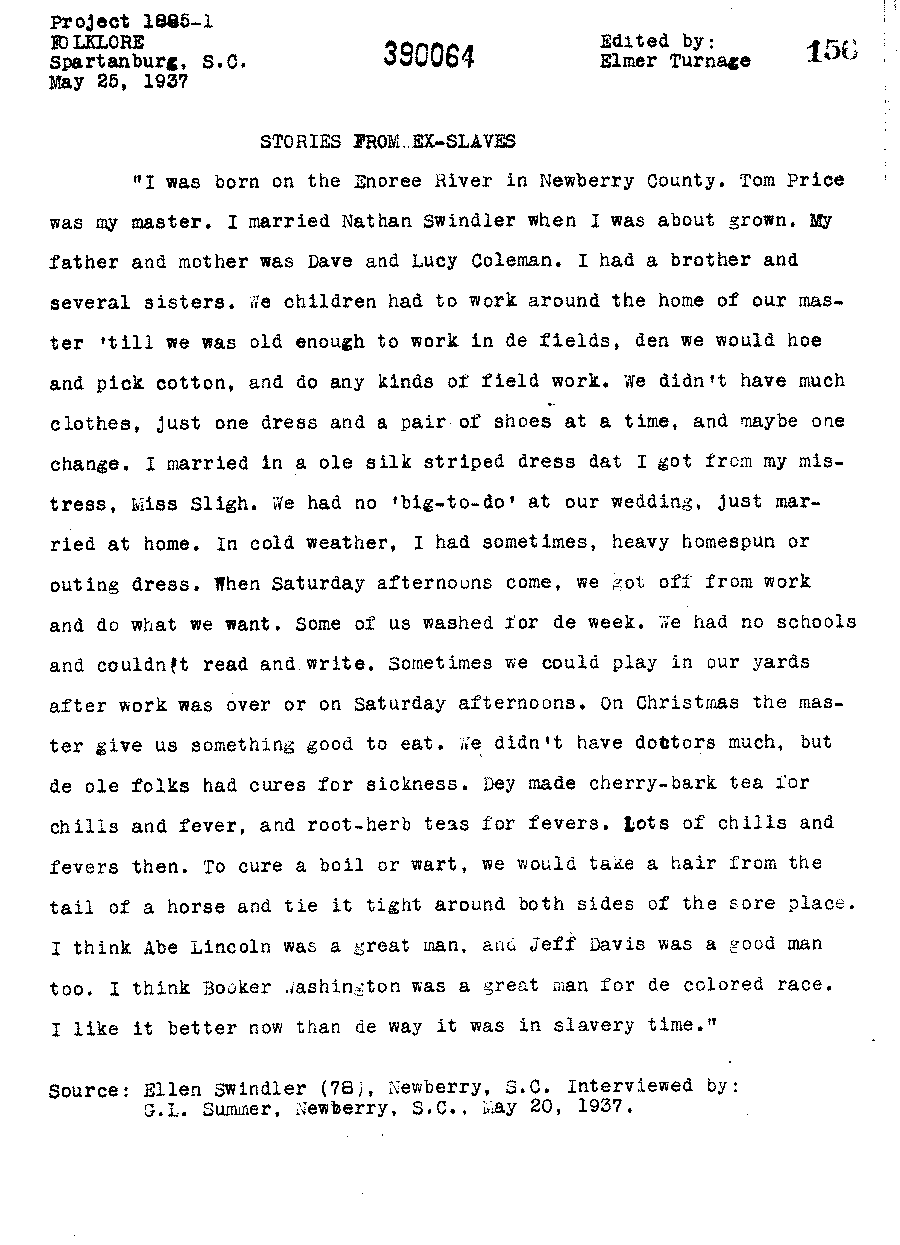 Project 1885-1
FOLKLORE
Spartanburg, S.C.
May 25, 1937
390064
Edited by:
Elmer Turnage
156
STORIES FROM EX-SLAVES
"I was born on the Enoree River in Newberry County. Tom Price
was my master. I married Nathan Swindler when I was about grown. My
father and mother was Dave and Lucy Coleman. I had a brother and
several sisters. We children had to work around the home of our mas-
ter 'till we was old enough to work in de fields, den we would hoe
and pick cotton, and do any kinds of field work. We didn't have much
clothes, just one dress and a pair of shoes at a time, and maybe one
change. I married in a ole silk striped dress dat I got from my mis-
tress, Miss Sligh. We had no 'big-to-do' at our wedding, just mar-
ried at home. In cold weather, I had sometimes, heavy homespun or
outing dress. When Saturday afternoons come, we got off from work
and do what we want. Some of us washed for de week. We had no schools
and couldn't read and write. Sometimes we could play in our yards
after work was over or on Saturday afternoons. On Christmas the mas-
ter give us something good to eat. We didn't have doctors much, but
de ole folks had cures for sickness. Dey made cherry-bark tea for
chills and fever, and root-herb teas for fevers. Lots of chills and
fevers then. To cure a boil or wart, we would take a hair from the
tail of a horse and tie it tight around both sides of the sore place.
I think Abe Lincoln was a great man, and Jeff Davis was a good man
too. I think Booker Washington was a great man for de colored race.
I like it better now than de way it was in slavery time."
Source: Ellen Swindler (78), Newberry, S.C. Interviewed by:
G.L. Summer, Newberry, S.C., May 20, 1937.